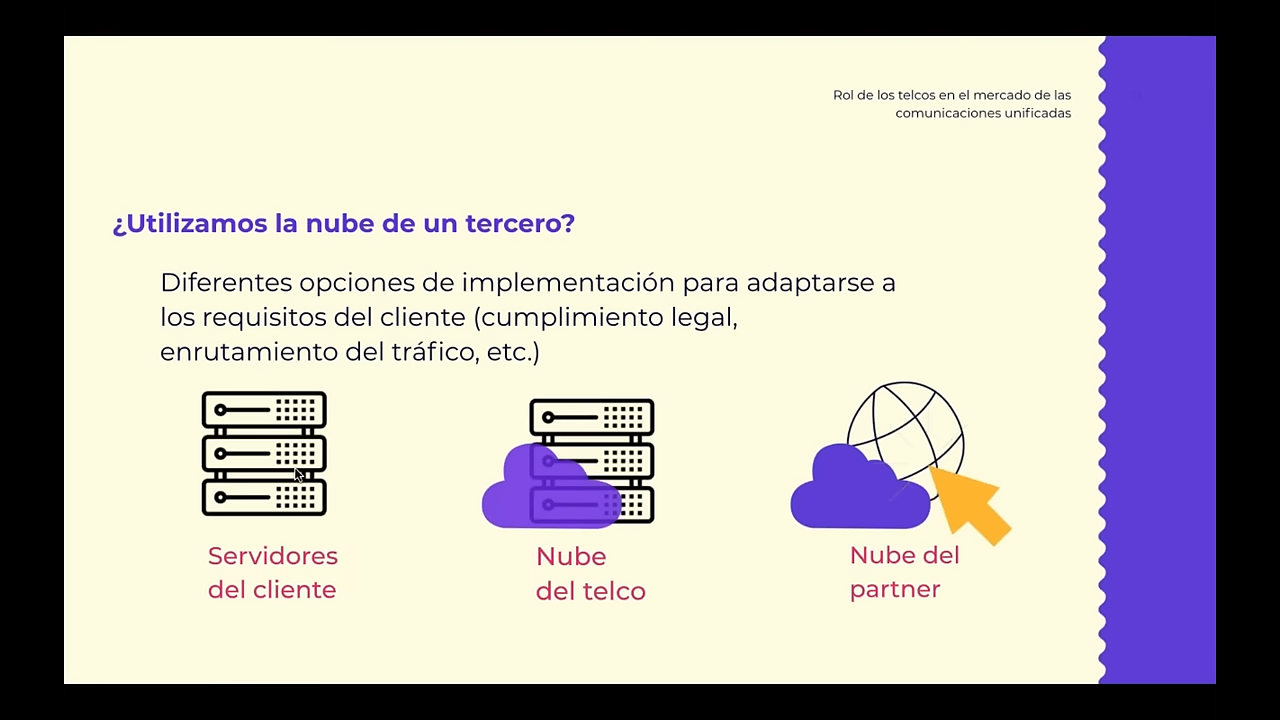 Rol de los telcos en el mercado de las
comunicaciones unificadas
¿Utilizamos la nube de un tercero?
Diferentes opciones de implementación para adaptarse a
los requisitos del cliente (cumplimiento legal,
enrutamiento del tráfico, etc.)
Servidores
del cliente
Nube
del telco
Nube del
partner